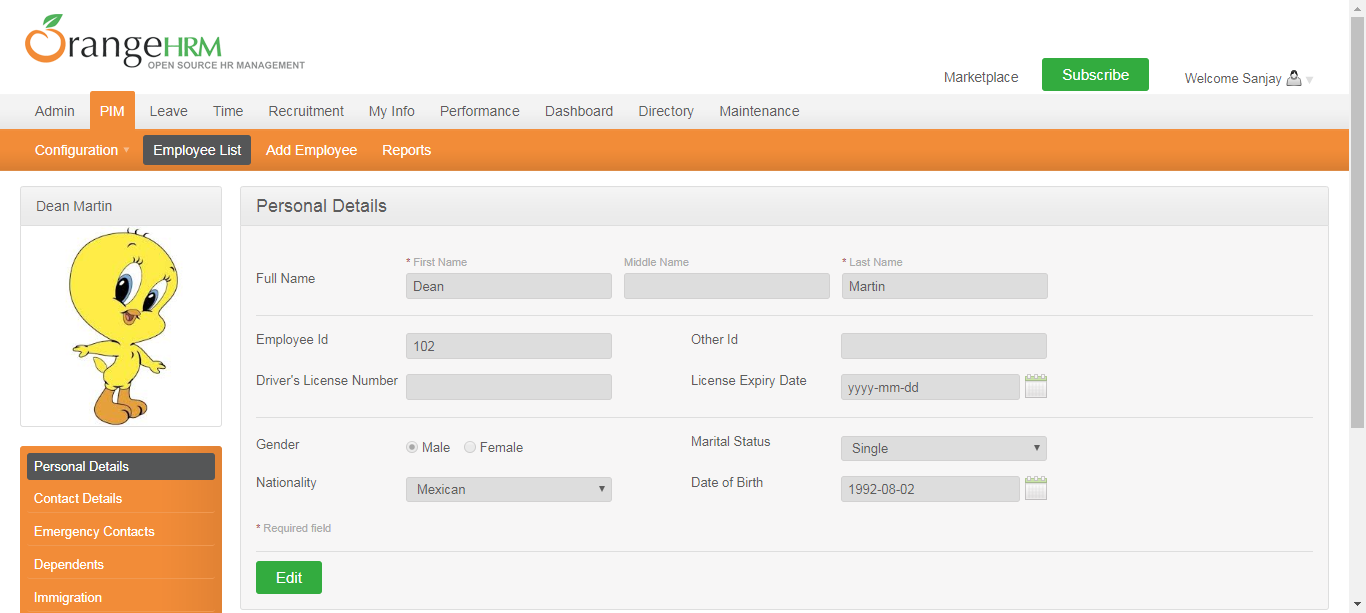 OrangeHRM
OPEN SOURCE HR MANAGEMENT
Marketplace Subscribe Welcome Sanjay
Admin PIM Leave Time Recruitment My Info Performance Dashboard Directory Maintenance
Configuration Employee List Add Employee Reports
Dean Martin
Personal Details
Contact Details
Emergency Contacts
Dependents
Immigration
Personal Details
* First Name Middle Name * Last Name
Full Name Dean Martin
Employee Id 102 Other Id
Driver's License Number License Expiry Date yyyy-mm-dd
Gender Male Female Marital Status Single
Nationality Mexican Date of Birth 1992-08-02
* Required field
Edit